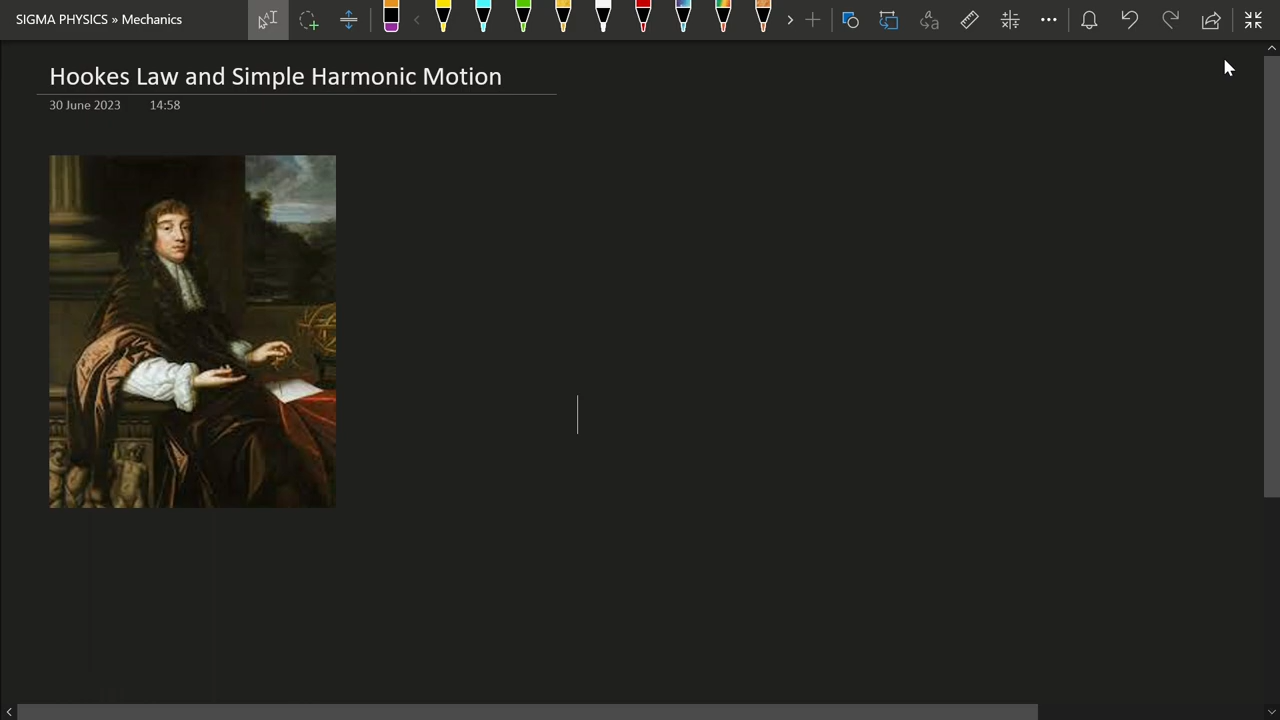 SIGMA PHYSICS » Mechanics
Hookes Law and Simple Harmonic Motion
30 June 2023 14:58